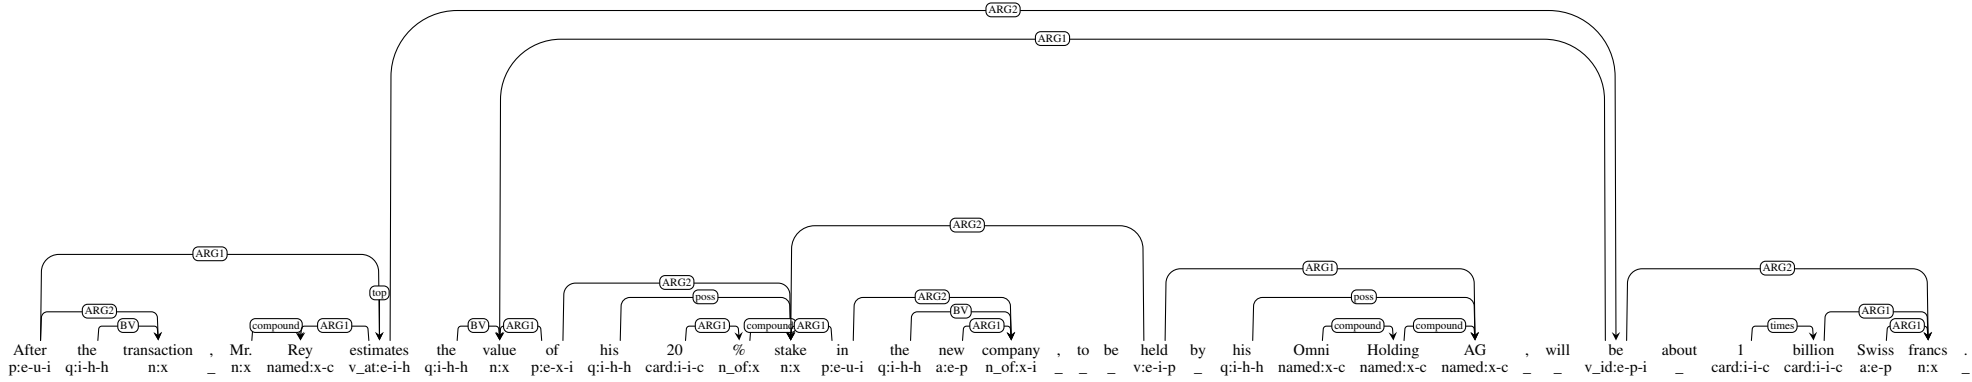 ARG2
ARG1
ARG2
ARG1
top
ARG2 poss ARG1 ARG2
ARG2 BV compound ARG1 BV ARG1 ARG1 compound ARG1 ARG2 BV ARG1 poss compound compound times ARG1 ARG1
After the transaction , Mr. Rey estimates the value of his 20 % stake in the new company , to be held by his Omni Holding AG , will be about 1 billion Swiss francs .
p:e-u-i q:i-h-h n:x _ n:x named:x-c v_at:e-i-h q:i-h-h n:x p:e-x-i q:i-h-h card:i-i-c n_of:x n:x p:e-u-i q:i-h-h a:e-p n_of:x-i _ _ _ v:e-i-p _ q:i-h-h named:x-c named:x-c named:x-c _ _ v_id:e-p-i _ card:i-i-c card:i-i-c a:e-p n:x _